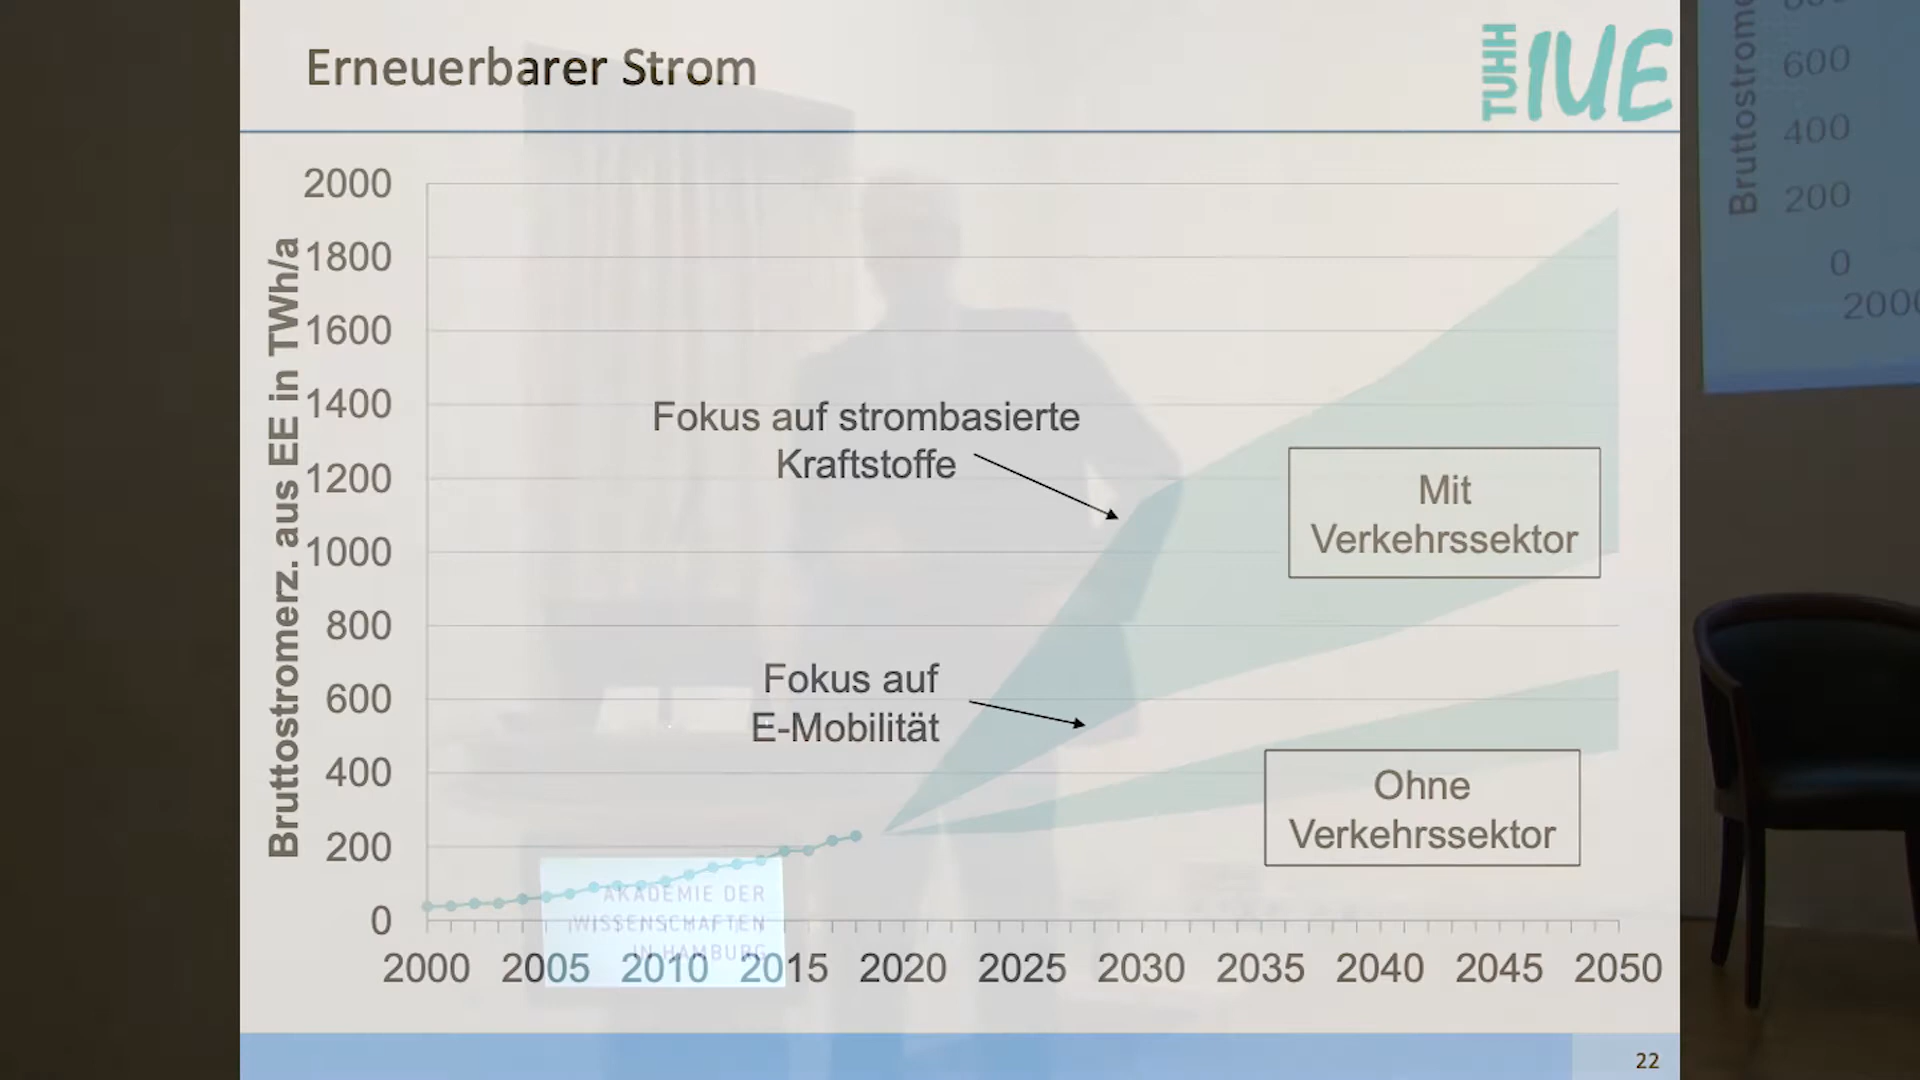 Erneuerbarer Strom
TUHH
IUE
Bruttostromerz. aus EE in TWh/a
2000
1800
1600
1400
1200
1000
800
600
400
200
0
2000 2005 2010 2015 2020 2025 2030 2035 2040 2045 2050
Fokus auf strombasierte
Kraftstoffe
Fokus auf
E-Mobilität
Mit
Verkehrssektor
Ohne
Verkehrssektor
AKADEMIE DER
WISSENSCHAFTEN
IN HAMBURG
22
600
400
200
0